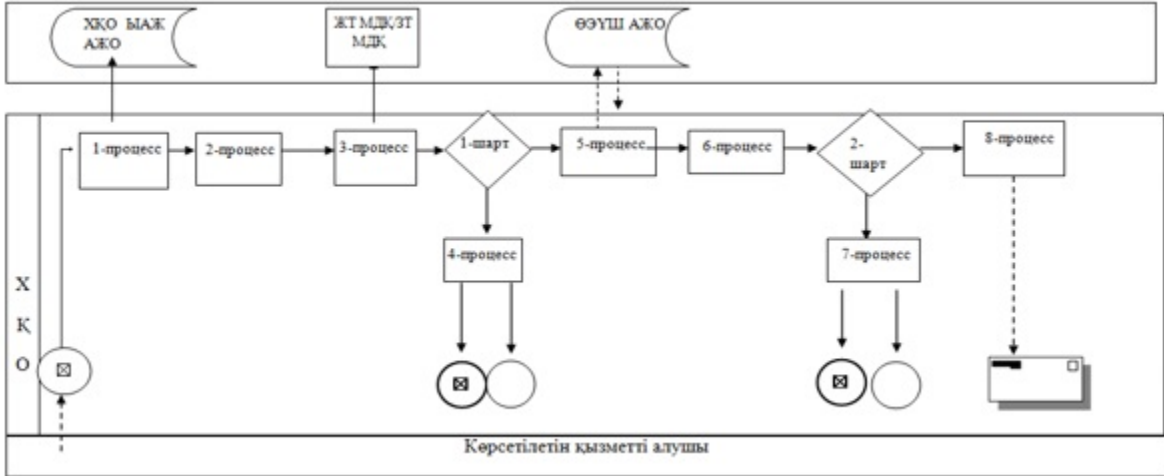 ХҚО ЫАЖ
АЖО
ЖТ МДҚ/ЗТ
МДҚ
ӨЭҮШ АЖО
1-процесс
2-процесс
3-процесс
1-шарт
5-процесс
6-процесс
2-
шарт
8-процесс
4-процесс
7-процесс
Х
Қ
О
Көрсетілетін қызметті алушы